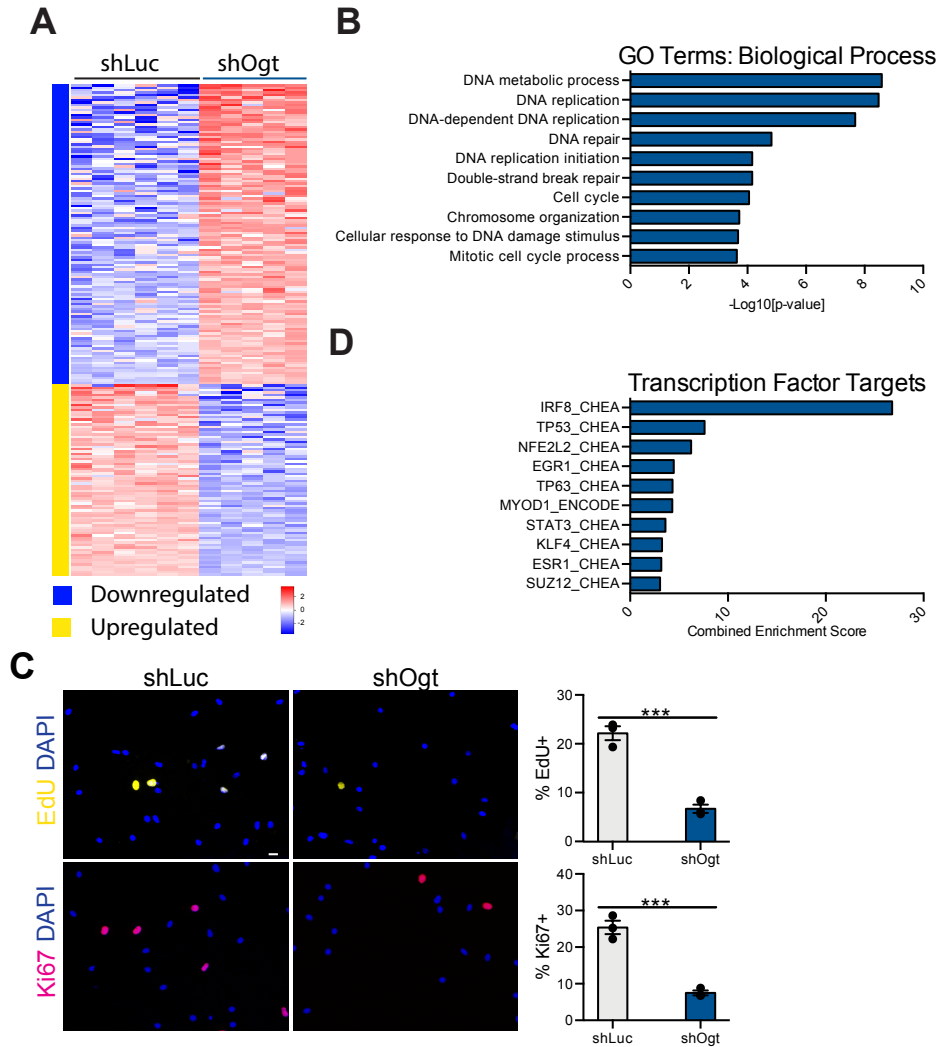 A
shLuc
shOgt
Downregulated
Upregulated
2
0
-2
B
GO Terms: Biological Process
DNA metabolic process
DNA replication
DNA-dependent DNA replication
DNA repair
DNA replication initiation
Double-strand break repair
Cell cycle
Chromosome organization
Cellular response to DNA damage stimulus
Mitotic cell cycle process
0 2 4 6 8 10
-Log10[p-value]
D
Transcription Factor Targets
IRF8_CHEA
TP53_CHEA
NFE2L2_CHEA
EGR1_CHEA
TP63_CHEA
MYOD1_ENCODE
STAT3_CHEA
KLF4_CHEA
ESR1_CHEA
SUZ12_CHEA
0 10 20 30
Combined Enrichment Score
C
shLuc
shOgt
EdU DAPI
Ki67 DAPI
30
20
10
0
% EdU+
***
shLuc
shOgt
40
30
20
10
0
% Ki67+
***
shLuc
shOgt